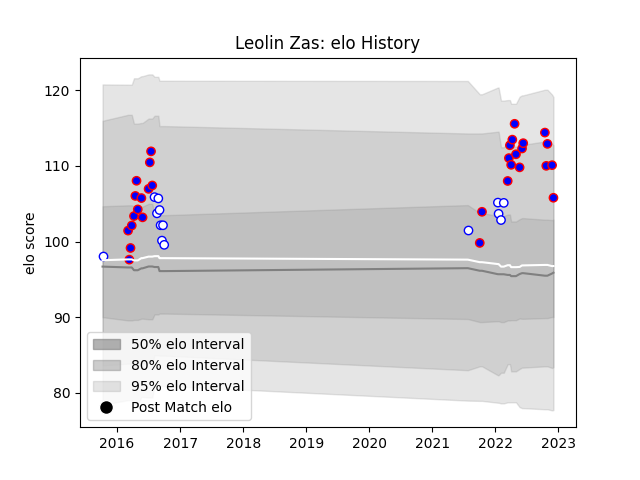 Leolin Zas: elo History
elo score
120
110
100
90
80
50% elo Interval
80% elo Interval
95% elo Interval
Post Match elo
2016 2017 2018 2019 2020 2021 2022 2023